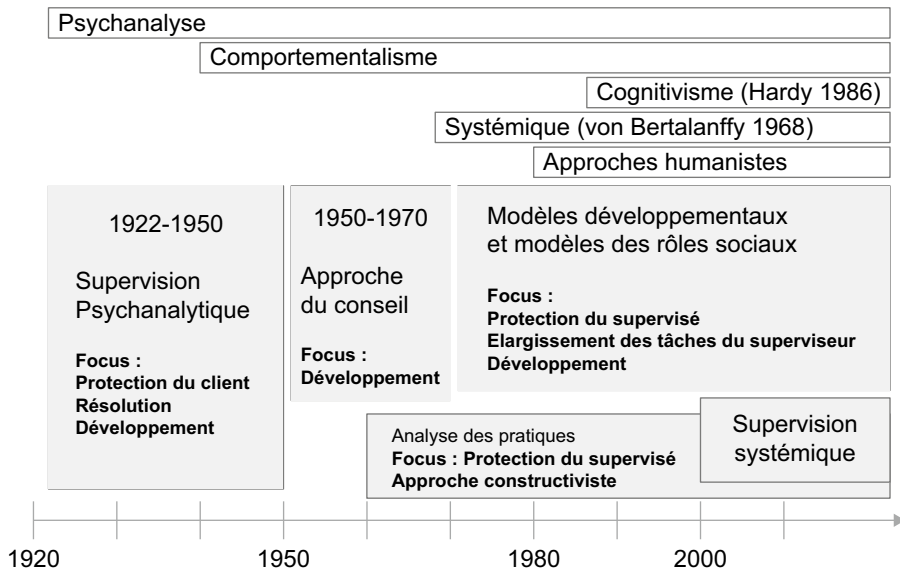 Psychanalyse
Comportementalisme
Cognitivisme (Hardy 1986)
Systémique (von Bertalanffy 1968)
Approches humanistes
1922-1950
Supervision
Psychanalytique
Focus :
Protection du client
Résolution
Développement
1950-1970
Approche
du conseil
Focus :
Développement
Modèles développementaux
et modèles des rôles sociaux
Focus :
Protection du supervisé
Elargissement des tâches du superviseur
Développement
Analyse des pratiques
Focus : Protection du supervisé
Approche constructiviste
Supervision
systémique
1920
1950
1980
2000